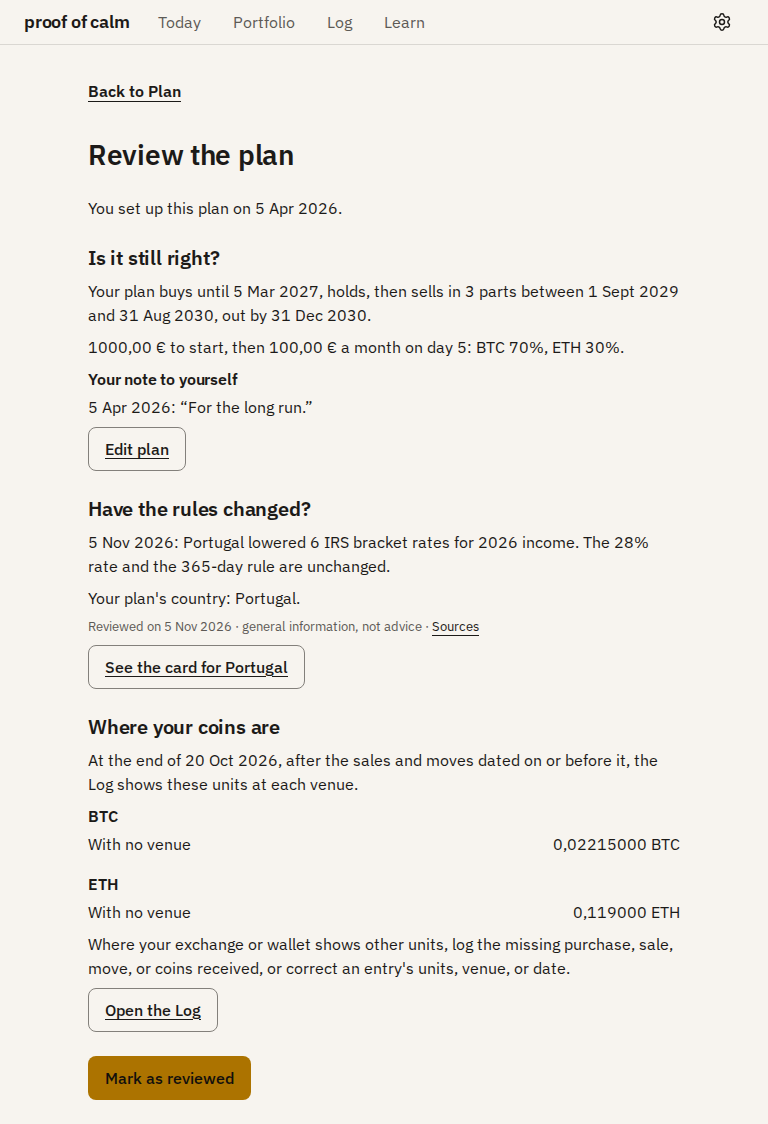 proof of calm Today Portfolio Log Learn
Back to Plan
Review the plan
You set up this plan on 5 Apr 2026.
Is it still right?
Your plan buys until 5 Mar 2027, holds, then sells in 3 parts between 1 Sept 2029
and 31 Aug 2030, out by 31 Dec 2030.
1000,00 € to start, then 100,00 € a month on day 5: BTC 70%, ETH 30%.
Your note to yourself
5 Apr 2026: “For the long run.”
Edit plan
Have the rules changed?
5 Nov 2026: Portugal lowered 6 IRS bracket rates for 2026 income. The 28%
rate and the 365-day rule are unchanged.
Your plan's country: Portugal.
Reviewed on 5 Nov 2026 · general information, not advice · Sources
See the card for Portugal
Where your coins are
At the end of 20 Oct 2026, after the sales and moves dated on or before it, the
Log shows these units at each venue.
BTC
With no venue 0,02215000 BTC
ETH
With no venue 0,119000 ETH
Where your exchange or wallet shows other units, log the missing purchase, sale,
move, or coins received, or correct an entry's units, venue, or date.
Open the Log
Mark as reviewed